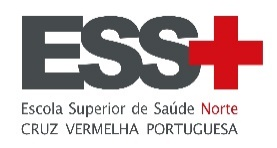 ESS+
Escola Superior de Saúde Norte
CRUZ VERMELHA PORTUGUESA